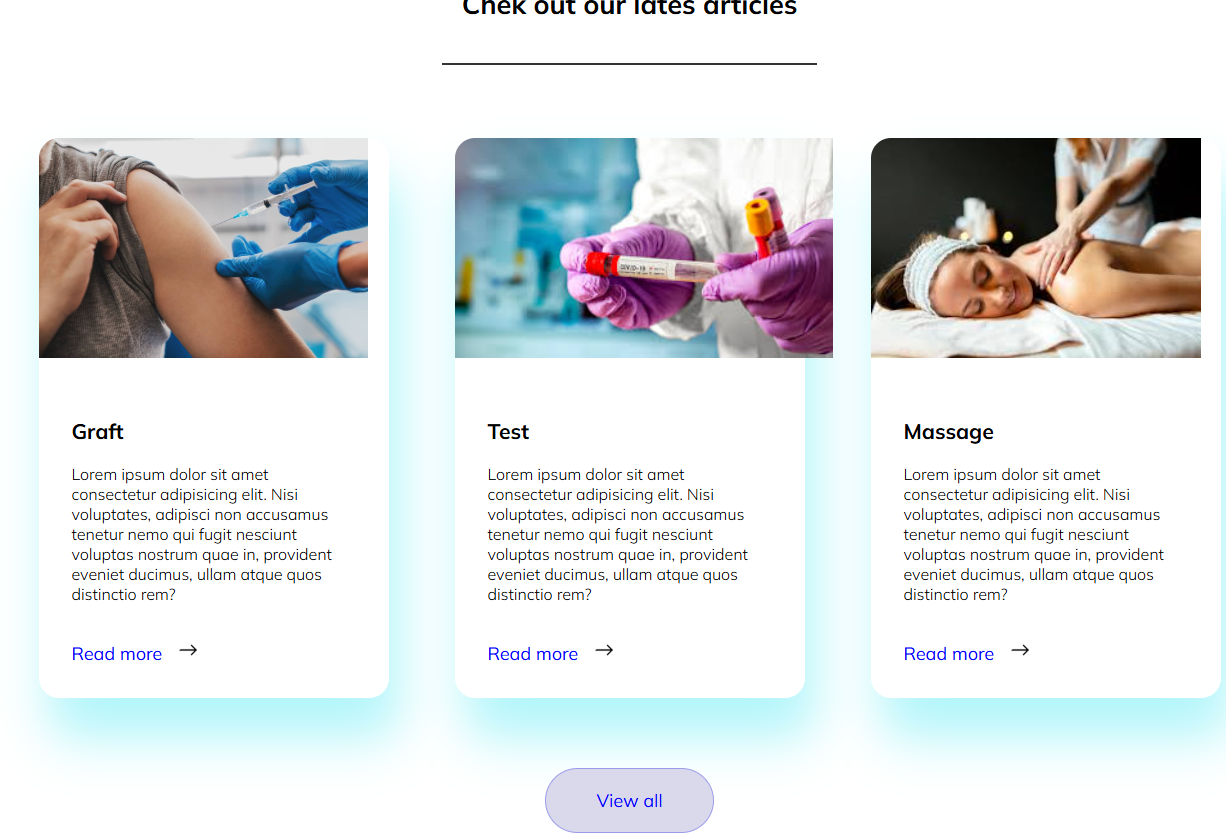 Chek out our lates articles
COVID-19
Graft
Lorem ipsum dolor sit amet
consectetur adipisicing elit. Nisi
voluptates, adipisci non accusamus
tenetur nemo qui fugit nesciunt
voluptas nostrum quae in, provident
eveniet ducimus, ullam atque quos
distinctio rem?
Read more
Test
Lorem ipsum dolor sit amet
consectetur adipisicing elit. Nisi
voluptates, adipisci non accusamus
tenetur nemo qui fugit nesciunt
voluptas nostrum quae in, provident
eveniet ducimus, ullam atque quos
distinctio rem?
Read more
Massage
Lorem ipsum dolor sit amet
consectetur adipisicing elit. Nisi
voluptates, adipisci non accusamus
tenetur nemo qui fugit nesciunt
voluptas nostrum quae in, provident
eveniet ducimus, ullam atque quos
distinctio rem?
Read more
View all